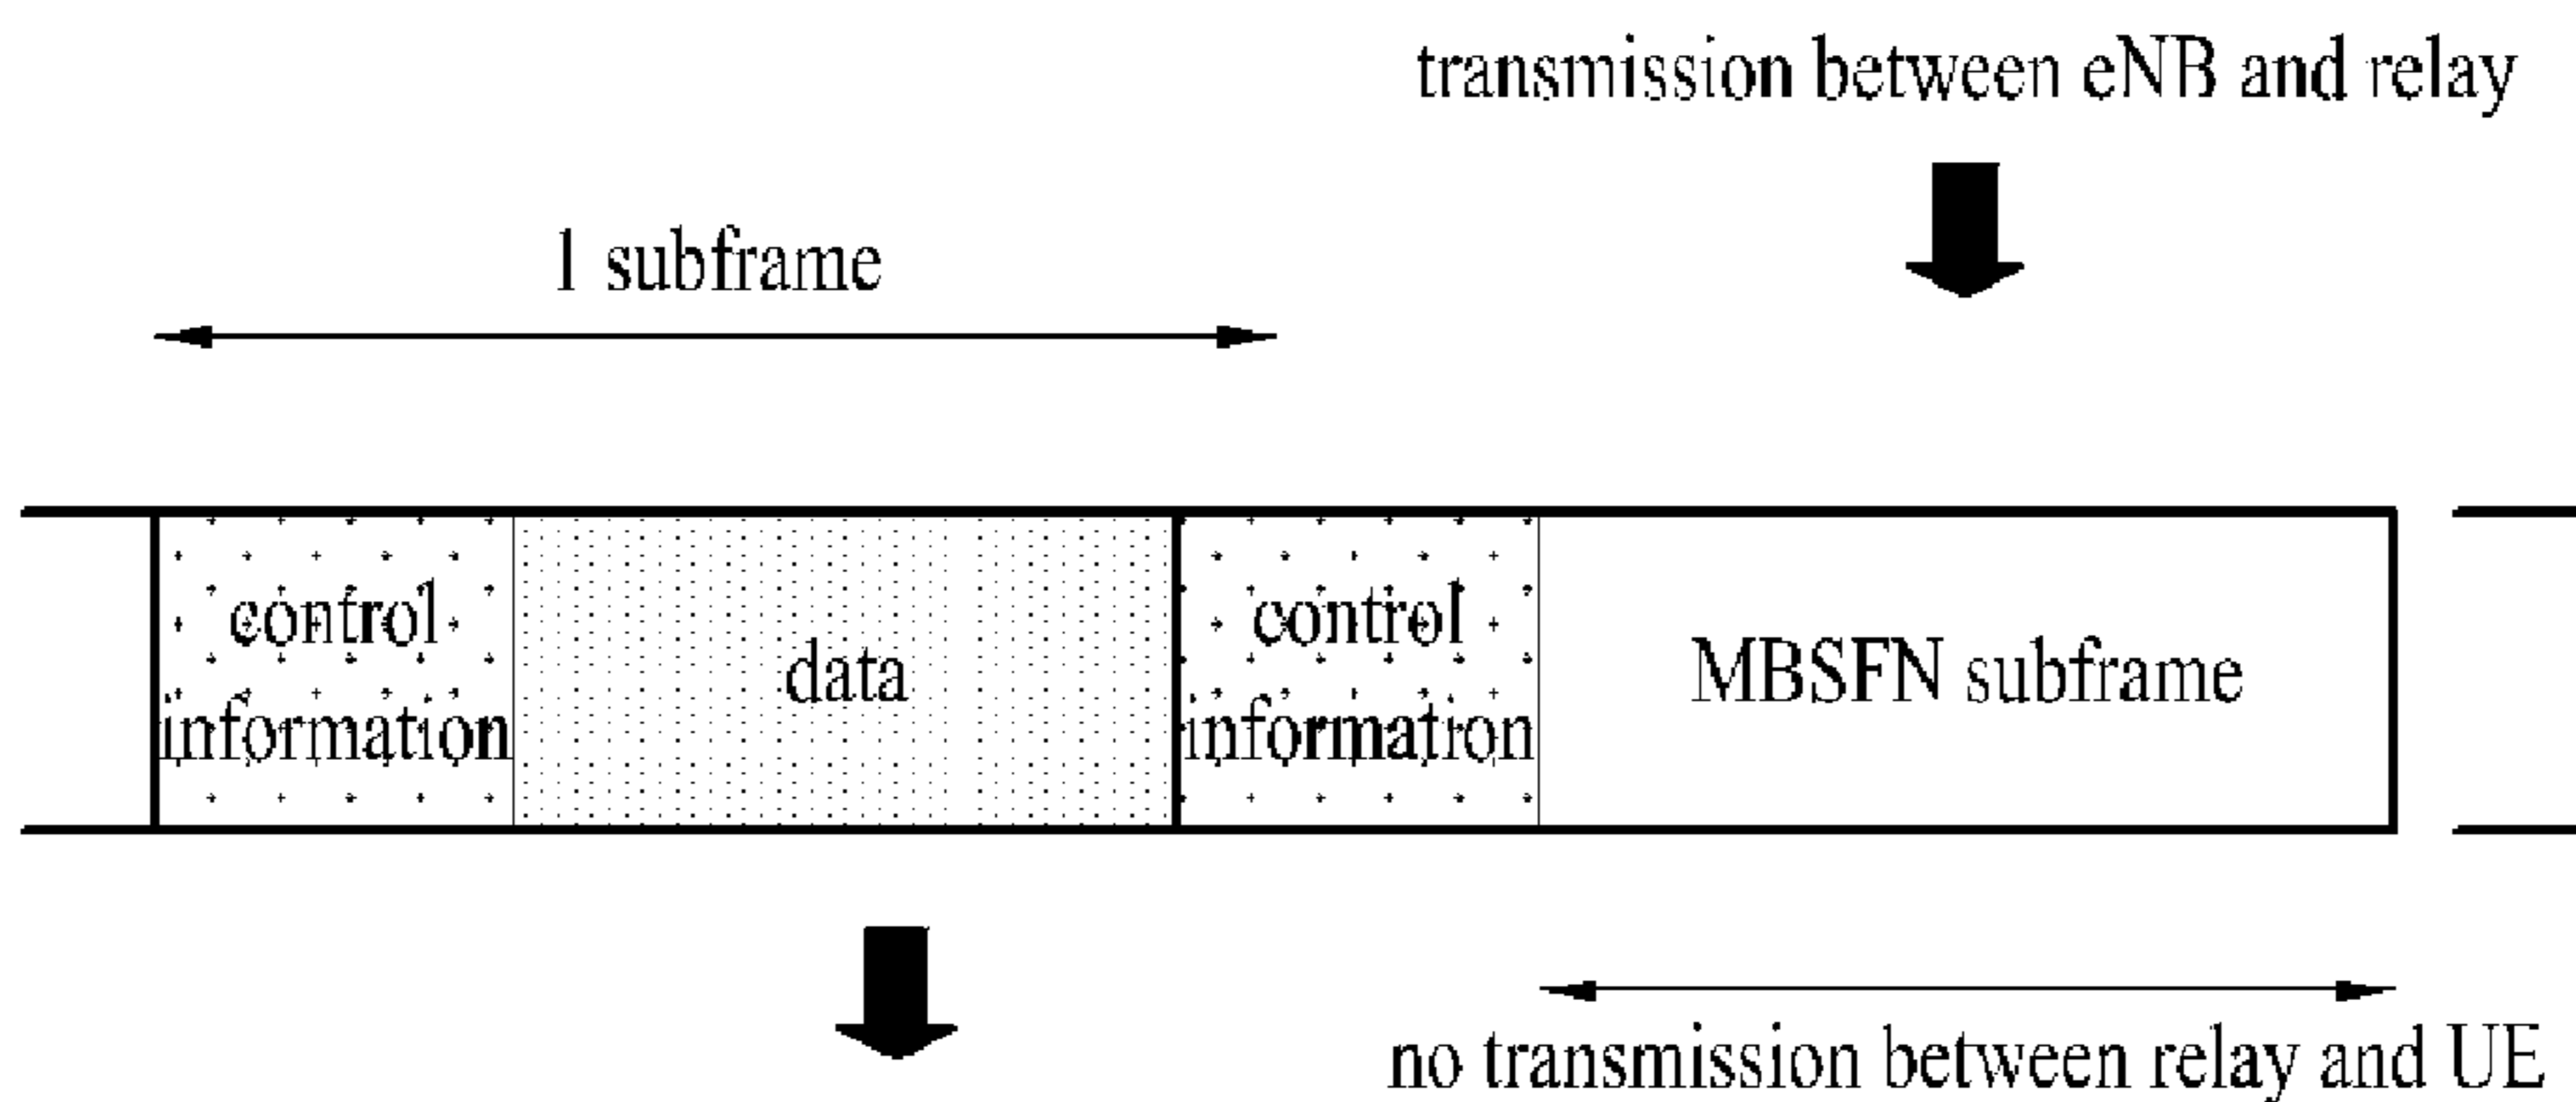 transmission between eNB and relay
1 subframe
control
information
data
control
information
MBSFN subframe
no transmission between relay and UE